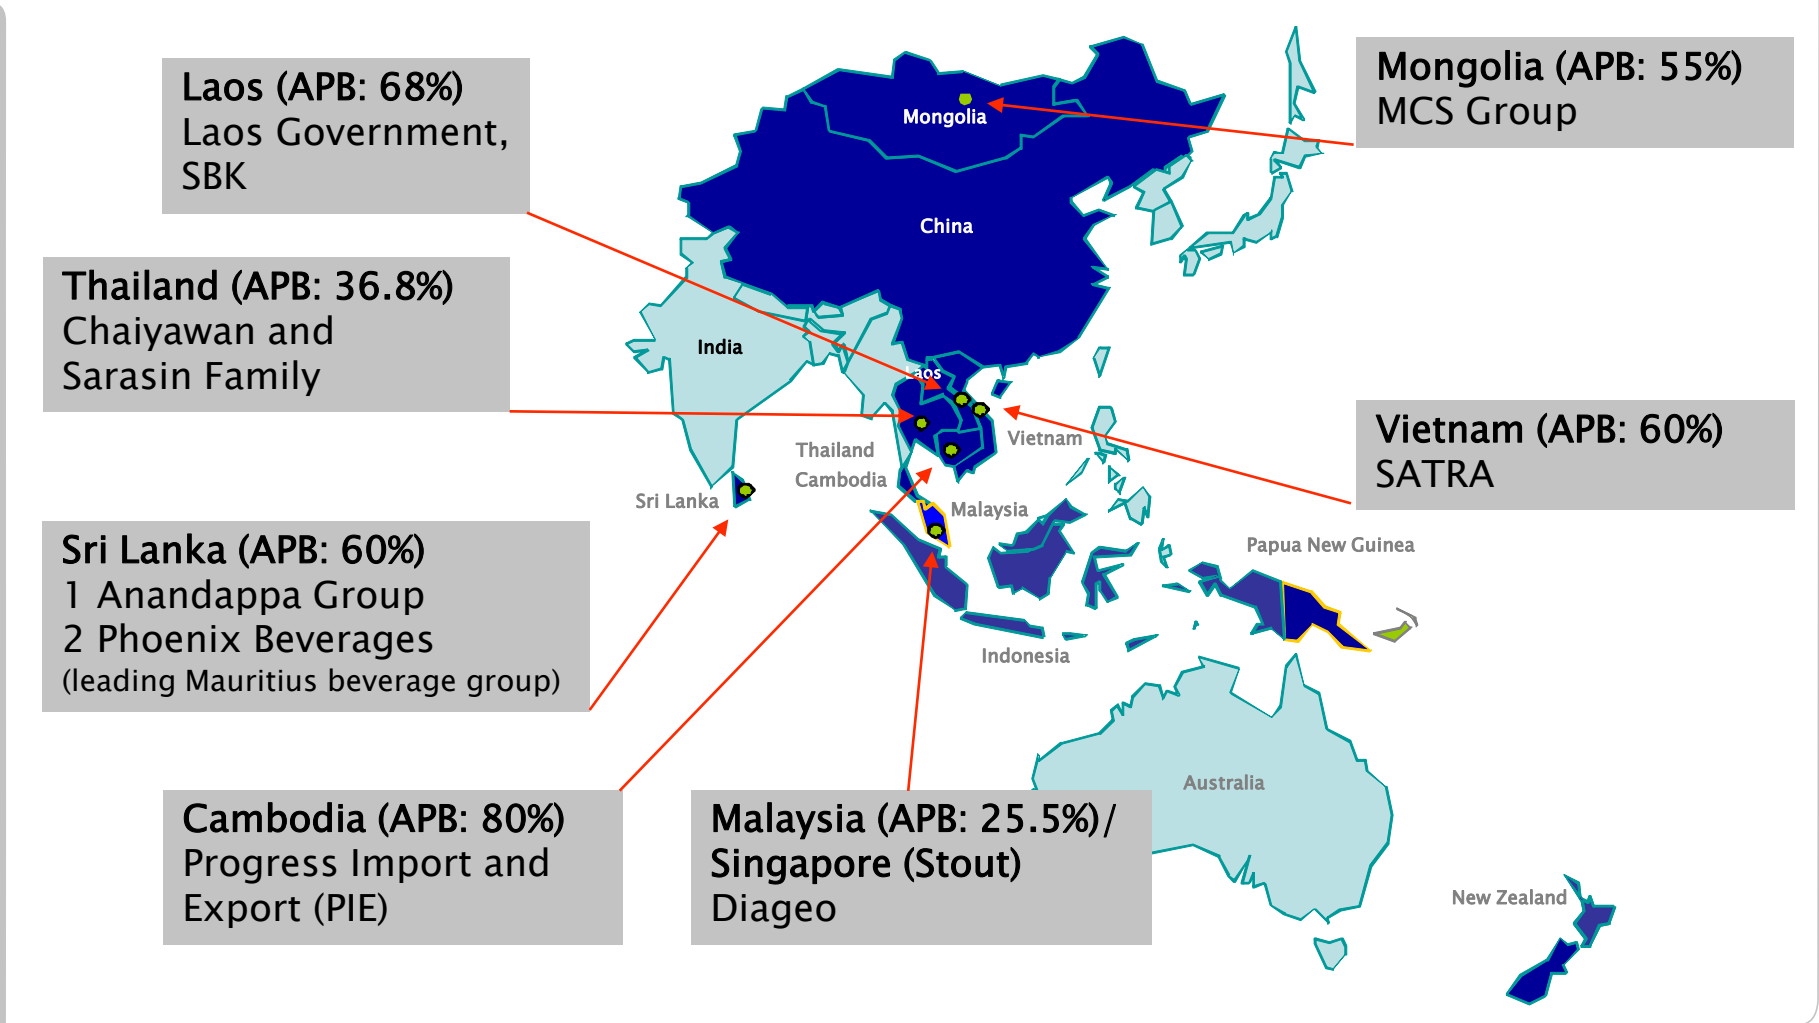 Laos (APB: 68%)
Laos Government,
SBK
Mongolia (APB: 55%)
MCS Group
Mongolia
China
Thailand (APB: 36.8%)
Chaiyawan and
Sarasin Family
India
Laos
Vietnam (APB: 60%)
SATRA
Vietnam
Thailand
Cambodia
Sri Lanka
Malaysia
Sri Lanka (APB: 60%)
1 Anandappa Group
2 Phoenix Beverages
(leading Mauritius beverage group)
Papua New Guinea
Indonesia
Australia
Cambodia (APB: 80%)
Progress Import and
Export (PIE)
Malaysia (APB: 25.5%)/
Singapore (Stout)
Diageo
New Zealand